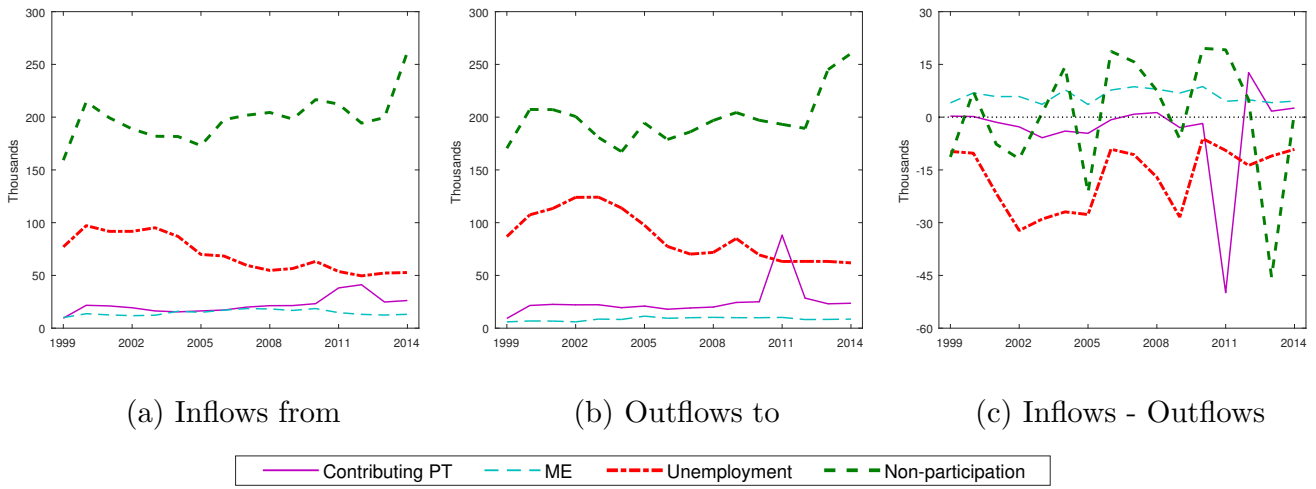 300
250
200
150
100
50
0
Thousands
1999 2002 2005 2008 2011 2014
(a) Inflows from
300
250
200
150
100
50
0
Thousands
1999 2002 2005 2008 2011 2014
(b) Outflows to
30
15
0
-15
-30
-45
-60
Thousands
1999 2002 2005 2008 2011 2014
(c) Inflows - Outflows
Contributing PT ME Unemployment Non-participation